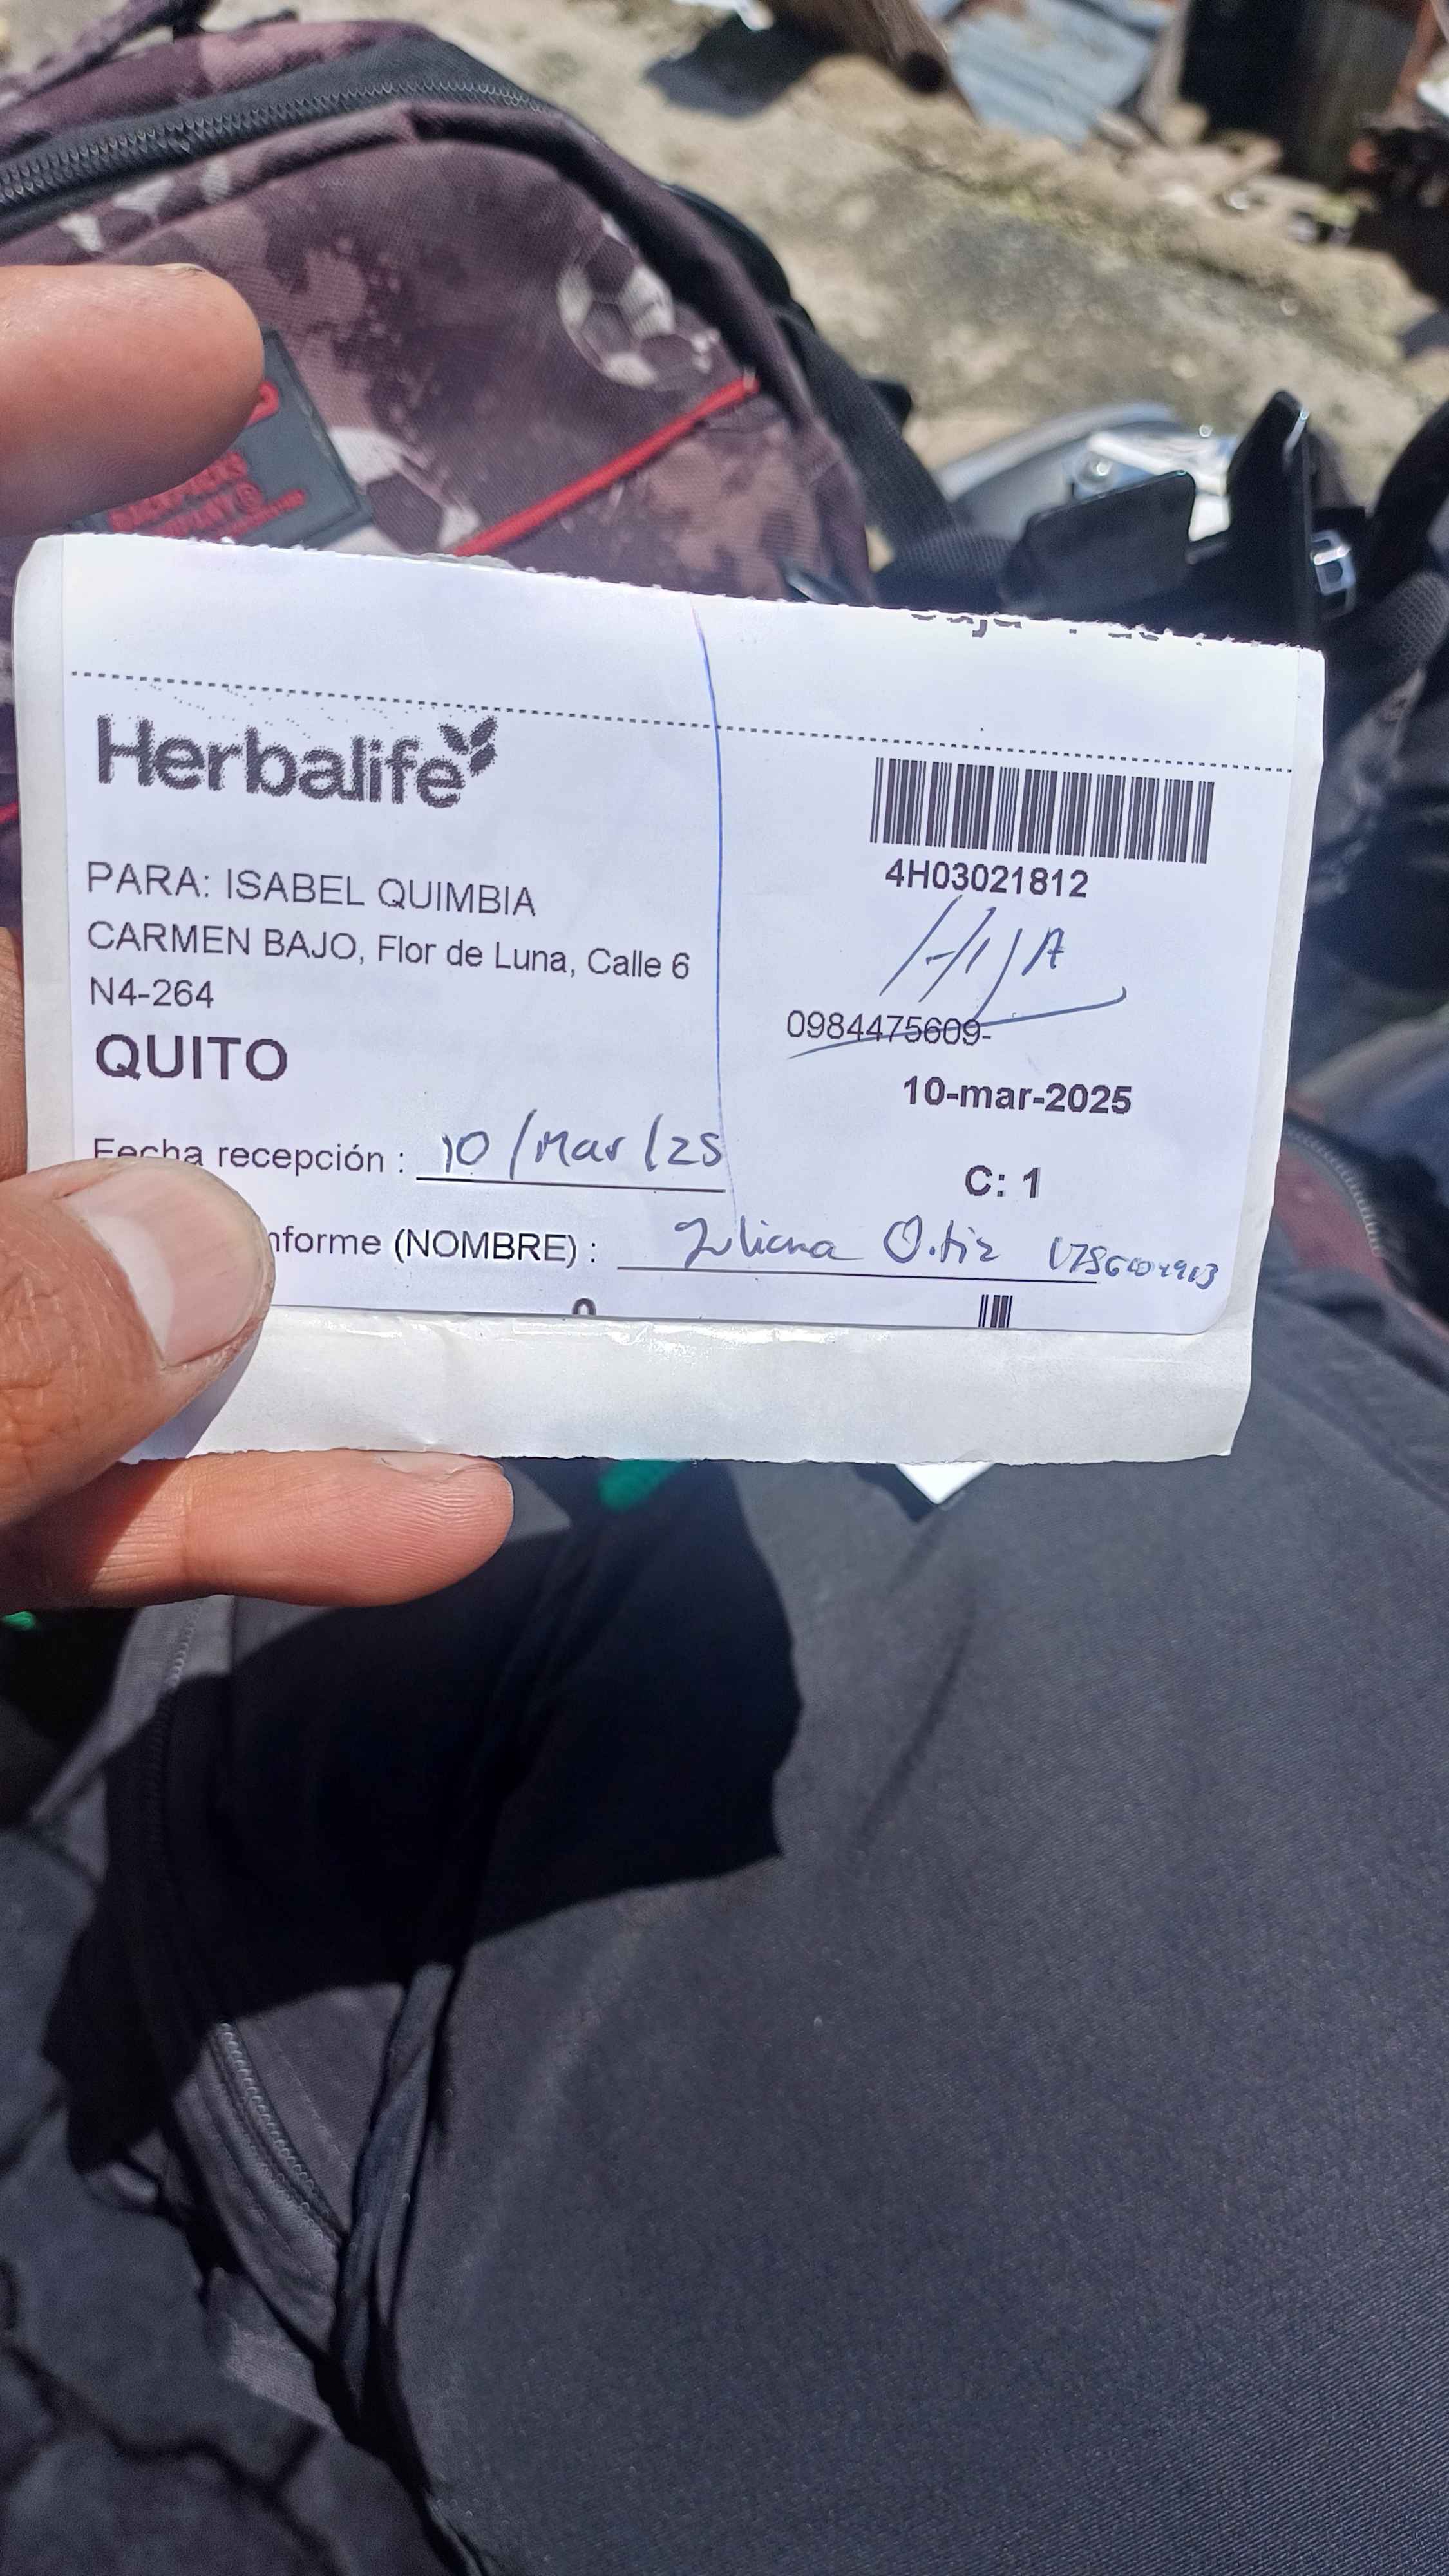 Herbalife
PARA: ISABEL QUIMBIA
CARMEN BAJO, Flor de Luna, Calle 6
N4-264
QUITO
4H03021812
HIJA
0984475609-
10-mar-2025
C: 1
Fecha recepción : 10/Mar/25
nforme (NOMBRE) : Juliana Ortiz